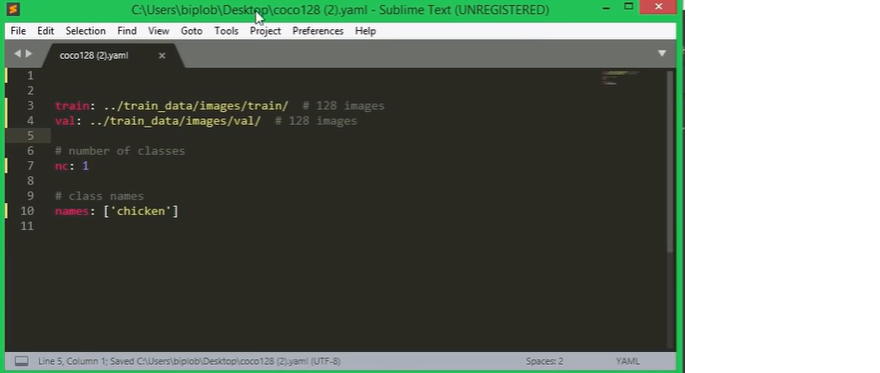 C:\Users\biplob\Desktop\coco128 (2).yaml - Sublime Text (UNREGISTERED)
File Edit Selection Find View Goto Tools Project Preferences Help
coco128 (2).yaml
1
2
3 train: ../train_data/images/train/  # 128 images
4 val: ../train_data/images/val/  # 128 images
5
6 # number of classes
7 nc: 1
8
9 # class names
10 names: ['chicken']
11
Line 5, Column 1; Saved C:\Users\biplob\Desktop\coco128 (2).yaml (UTF-8) Spaces: 2 YAML